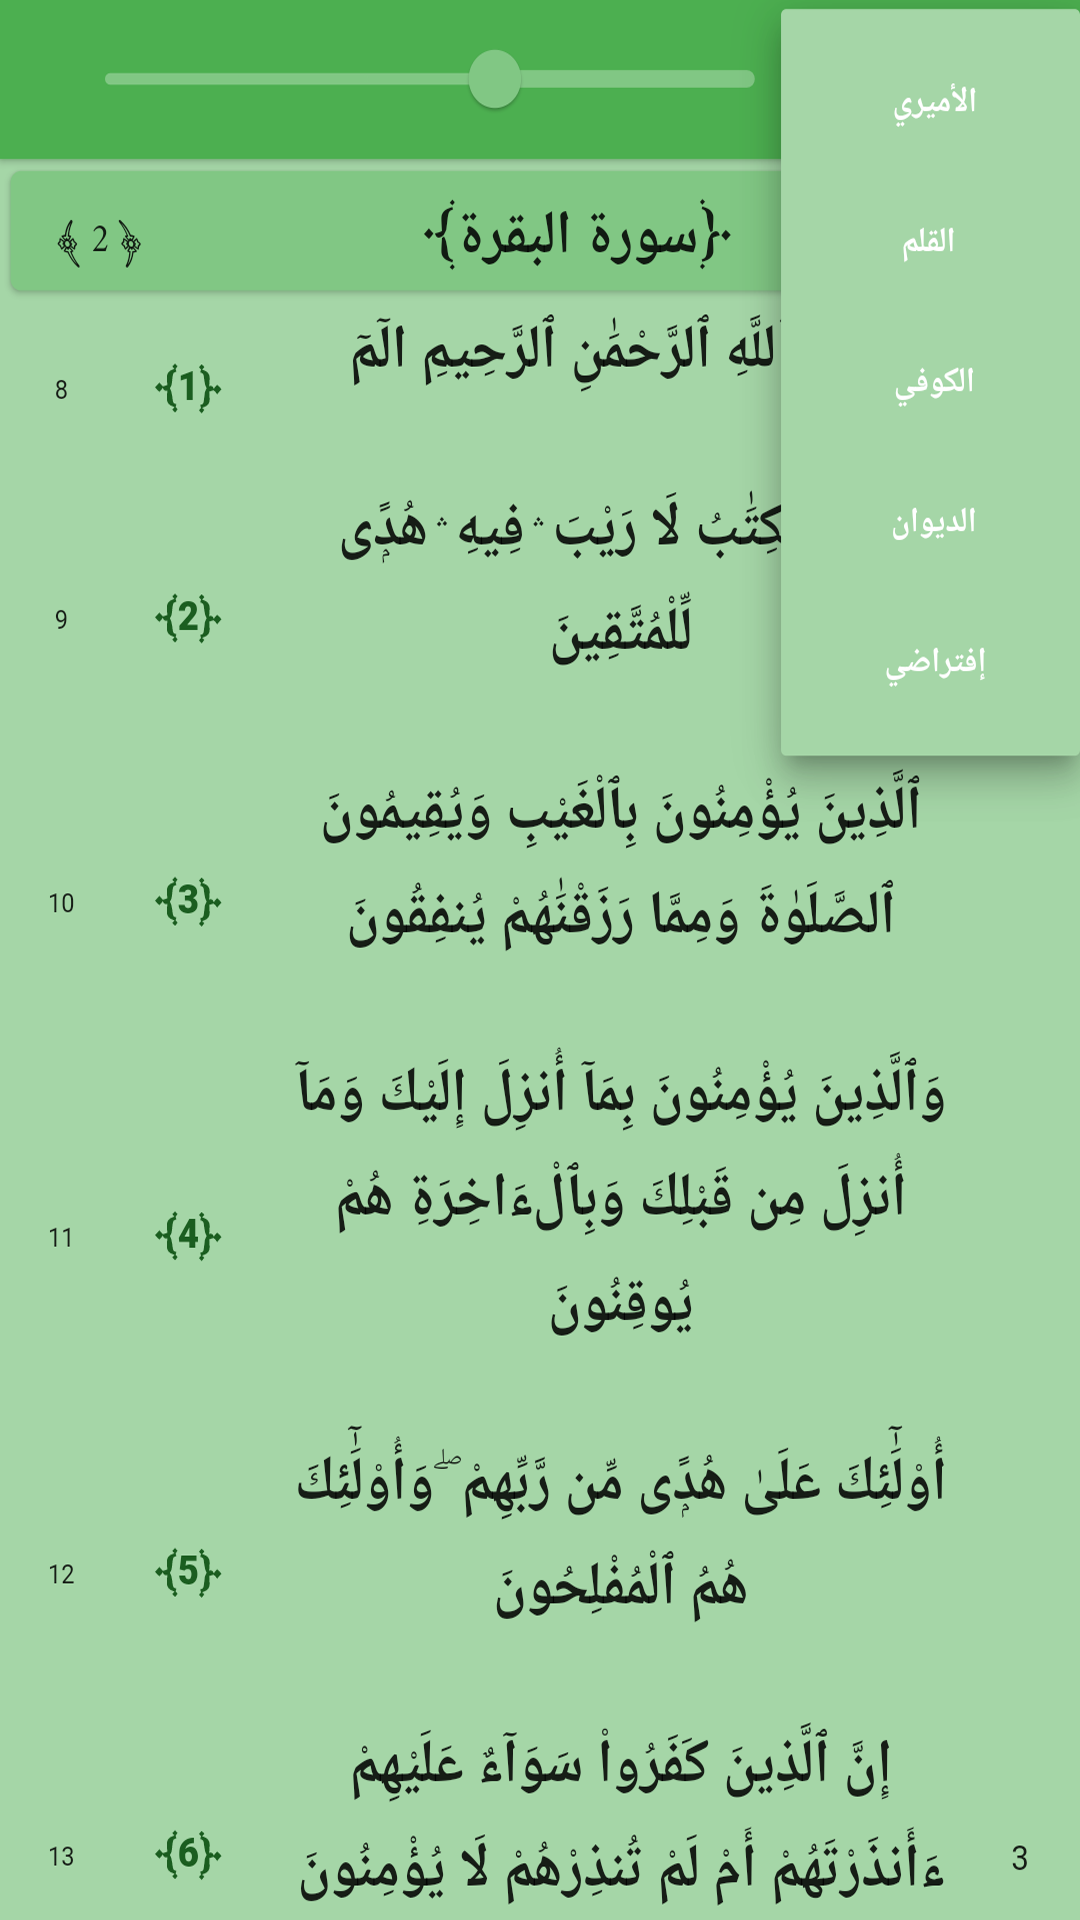 الأميري
القلم
الكوفي
الديوان
إفتراضي
{سورة البقرة}
2
ٱللَّهِ ٱلرَّحْمَٰنِ ٱلرَّحِيمِ الٓمٓ
{1}
8
لَا رَيْبَ ۛ فِيهِ ۛ هُدًۭى
لِّلْمُتَّقِينَ
{2}
9
ٱلَّذِينَ يُؤْمِنُونَ بِٱلْغَيْبِ وَيُقِيمُونَ
ٱلصَّلَوٰةَ وَمِمَّا رَزَقْنَٰهُمْ يُنفِقُونَ
{3}
10
وَٱلَّذِينَ يُؤْمِنُونَ بِمَآ أُنزِلَ إِلَيْكَ وَمَآ
أُنزِلَ مِن قَبْلِكَ وَبِٱلْءَاخِرَةِ هُمْ
يُوقِنُونَ
{4}
11
أُو۟لَٰٓئِكَ عَلَىٰ هُدًۭى مِّن رَّبِّهِمْ ۖ وَأُو۟لَٰٓئِكَ
هُمُ ٱلْمُفْلِحُونَ
{5}
12
إِنَّ ٱلَّذِينَ كَفَرُوا۟ سَوَآءٌ عَلَيْهِمْ
ءَأَنذَرْتَهُمْ أَمْ لَمْ تُنذِرْهُمْ لَا يُؤْمِنُونَ
{6}
13
3